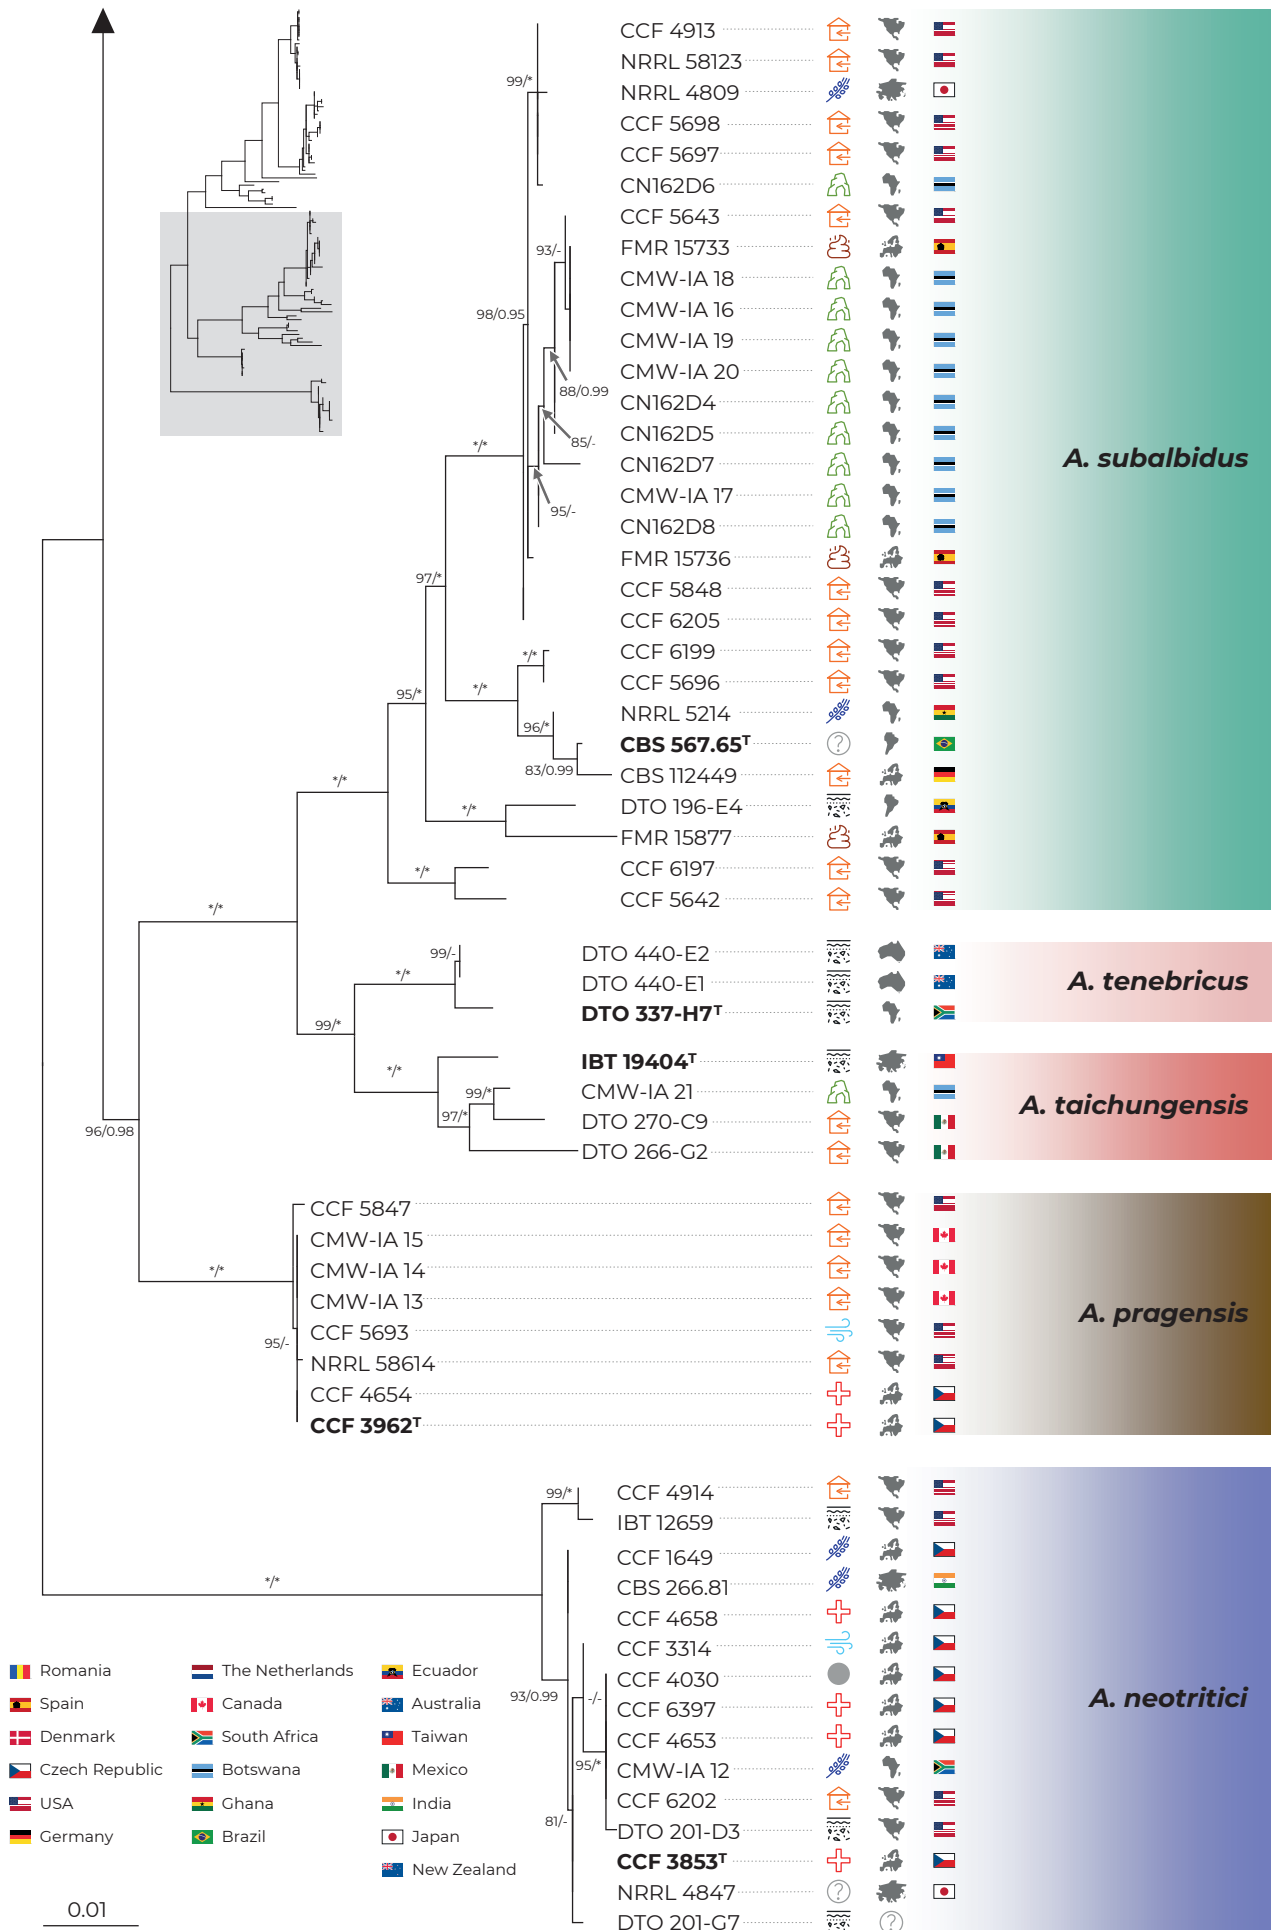 CCF 4913
99/*
NRRL 58123
NRRL 4809
CCF 5698
CCF 5697
CN162D6
CCF 5643
93/-
FMR 15733
CMW-IA 18
98/0.95
CMW-IA 16
CMW-IA 19
CMW-IA 20
88/0.99
CN162D4
CN162D5
85/-
*/*
A. subalbidus
CN162D7
CMW-IA 17
95/-
CN162D8
FMR 15736
97/*
CCF 5848
CCF 6205
CCF 6199
*/*
CCF 5696
95/*
*/*
NRRL 5214
96/*
CBS 567.65T
83/0.99
CBS 112449
*/*
DTO 196-E4
*/*
FMR 15877
CCF 6197
*/*
CCF 5642
*/*
DTO 440-E2
99/-
*/*
DTO 440-E1
A. tenebricus
DTO 337-H7T
99/*
IBT 19404T
*/*
CMW-IA 21
99/*
A. taichungensis
97/*
DTO 270-C9
96/0.98
DTO 266-G2
CCF 5847
CMW-IA 15
*/*
CMW-IA 14
CMW-IA 13
A. pragensis
CCF 5693
95/-
NRRL 58614
CCF 4654
CCF 3962T
CCF 4914
99/*
IBT 12659
CCF 1649
*/*
CBS 266.81
CCF 4658
CCF 3314
CCF 4030
93/0.99
-/-
CCF 6397
A. neotritici
CCF 4653
95/*
CMW-IA 12
CCF 6202
81/-
DTO 201-D3
CCF 3853T
NRRL 4847
?
DTO 201-G7
?
?
Romania
The Netherlands
Ecuador
Spain
Canada
Australia
Denmark
South Africa
Taiwan
Czech Republic
Botswana
Mexico
USA
Ghana
India
Germany
Brazil
Japan
New Zealand
0.01